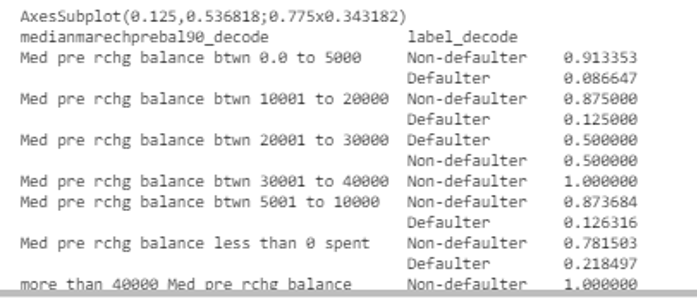 AxesSubplot(0.125,0.536818;0.775x0.343182)
medianmarechprebal90_decode label_decode
Med pre rchg balance btwn 0.0 to 5000 Non-defaulter 0.913353
Defaulter 0.086647
Med pre rchg balance btwn 10001 to 20000 Non-defaulter 0.875000
Defaulter 0.125000
Med pre rchg balance btwn 20001 to 30000 Defaulter 0.500000
Non-defaulter 0.500000
Med pre rchg balance btwn 30001 to 40000 Non-defaulter 1.000000
Med pre rchg balance btwn 5001 to 10000 Non-defaulter 0.873684
Defaulter 0.126316
Med pre rchg balance less than 0 spent Non-defaulter 0.781503
Defaulter 0.218497
more than 40000 Med pre rchg balance Non-defaulter 1.000000